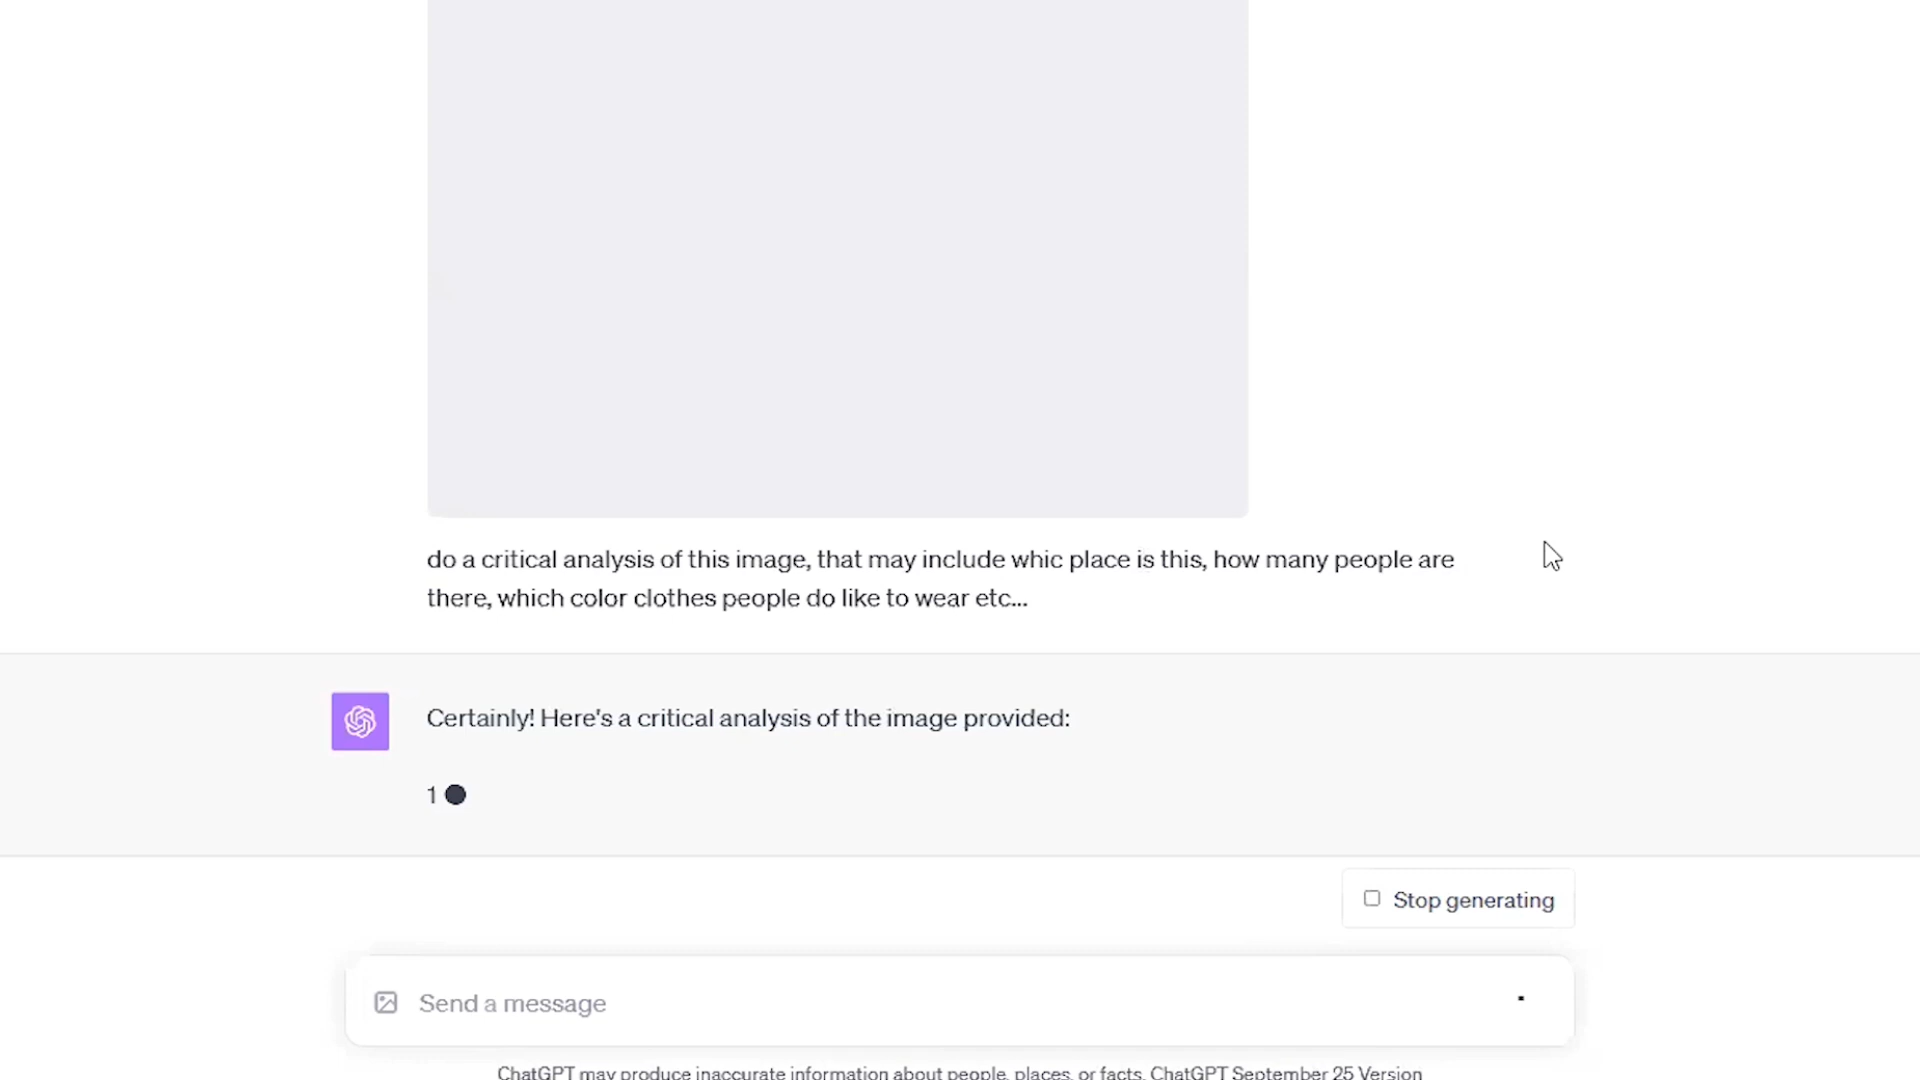 do a critical analysis of this image, that may include whic place is this, how many people are
there, which color clothes people do like to wear etc...
Certainly! Here's a critical analysis of the image provided:
1
Stop generating
Send a message
ChatGPT may produce inaccurate information about people, places, or facts. ChatGPT September 25 Version